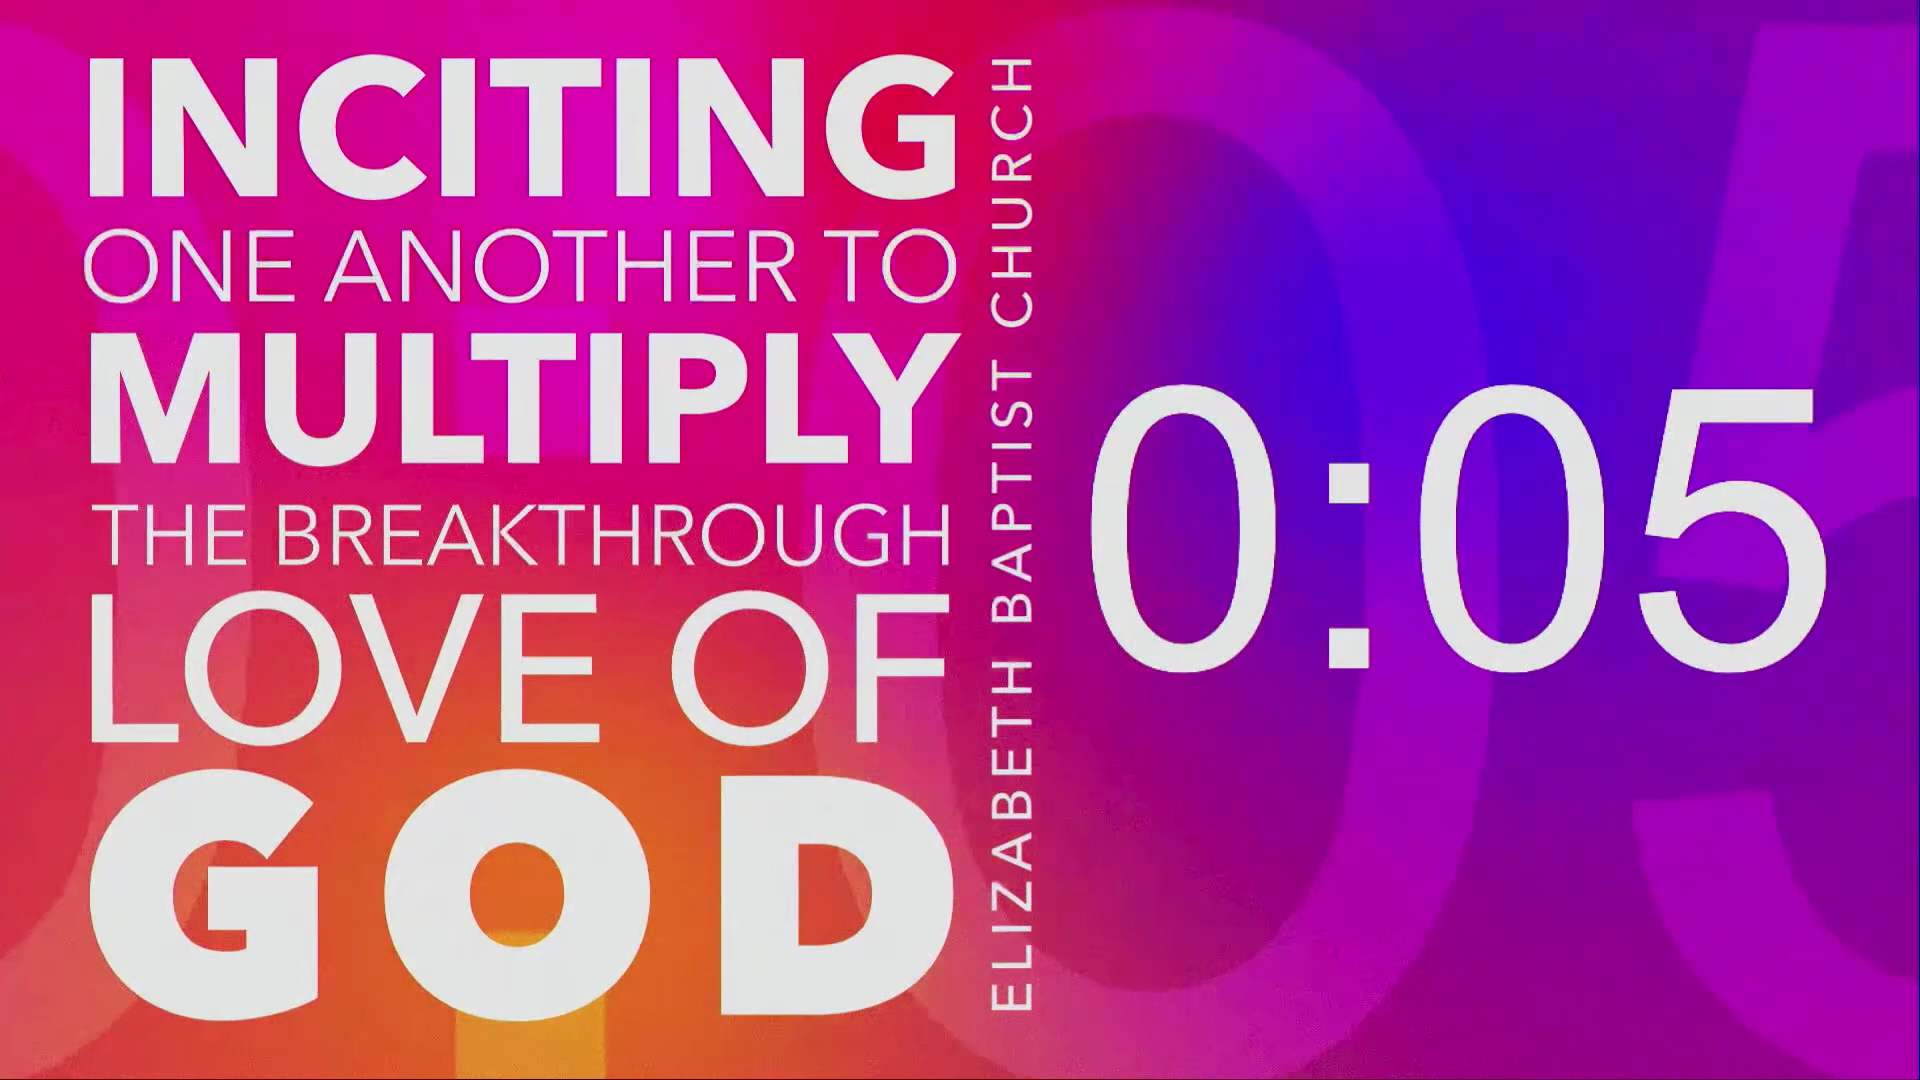 INCITING
ONE ANOTHER TO
MULTIPLY
THE BREAKTHROUGH
LOVE OF
GOD
ELIZABETH BAPTIST CHURCH
0:05